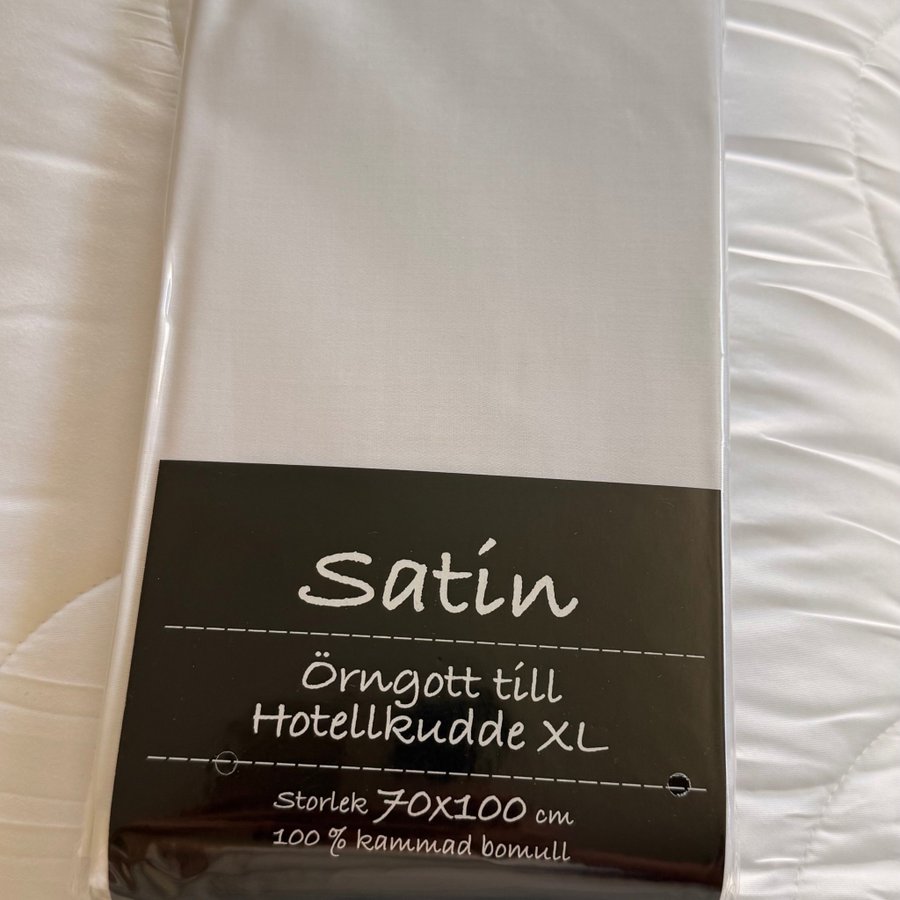 Satin
Örngott till
Hotellkudde XL
Storlek 70x100 cm
100 % kammad bomull